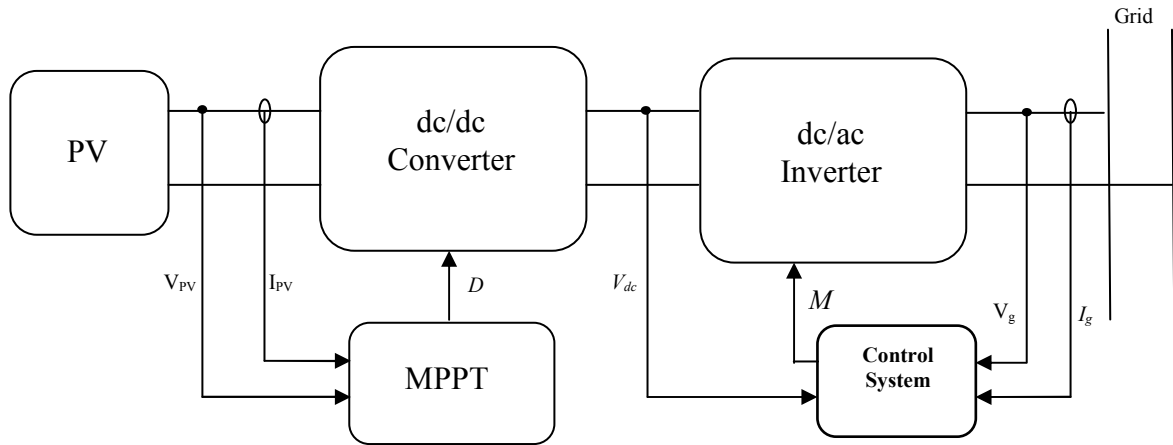 Grid
PV
dc/dc
Converter
dc/ac
Inverter
V_PV
I_PV
D
V_dc
M
V_g
I_g
MPPT
Control
System